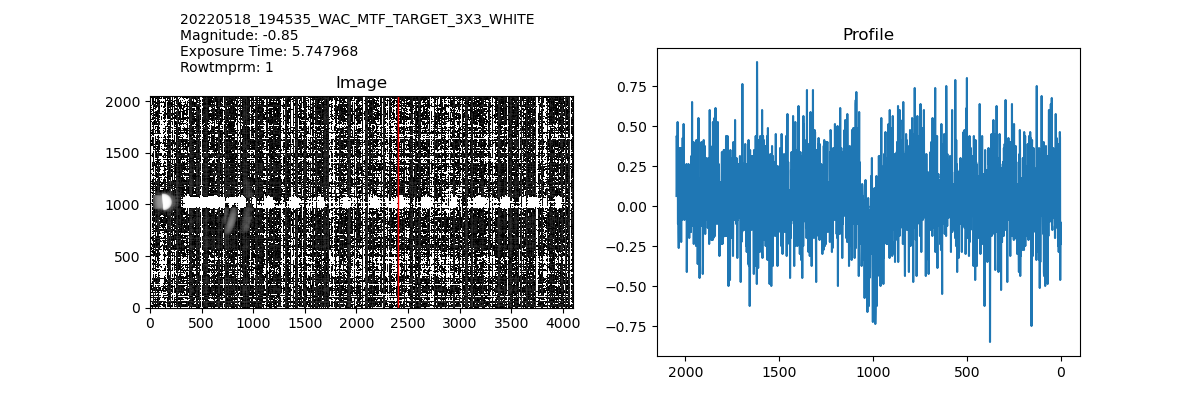 20220518_194535_WAC_MTF_TARGET_3X3_WHITE
Magnitude: -0.85
Exposure Time: 5.747968
Rowtmprm: 1
Image
2000
1500
1000
500
0
0 500 1000 1500 2000 2500 3000 3500 4000
Profile
0.75
0.50
0.25
0.00
−0.25
−0.50
−0.75
2000 1500 1000 500 0